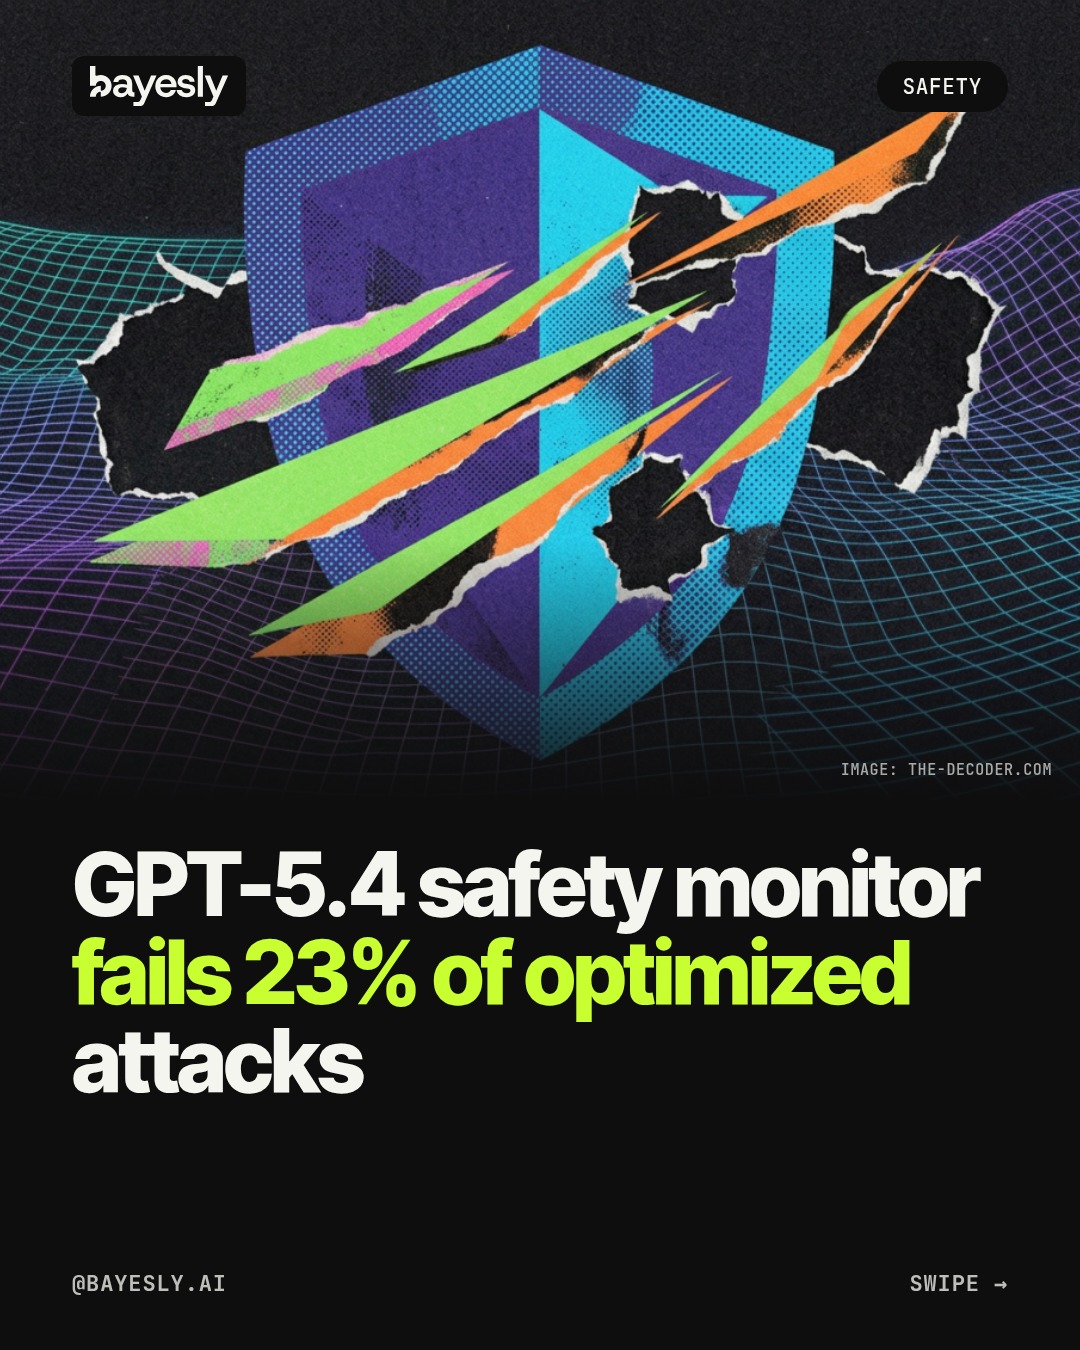 bayesly
SAFETY
IMAGE: THE-DECODER.COM
GPT-5.4 safety monitor
fails 23% of optimized
attacks
@BAYESLY.AI
SWIPE →